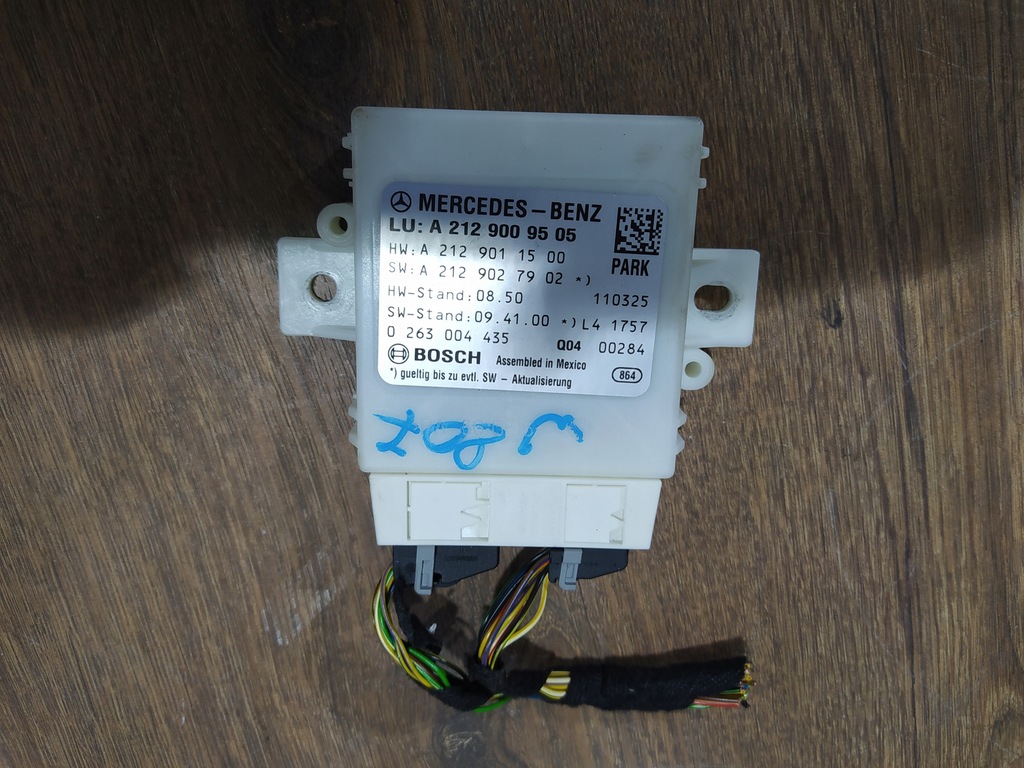 MERCEDES-BENZ
LU: A 212 900 95 05
HW: A 212 901 15 00
SW: A 212 902 79 02 *)
PARK
HW-Stand: 08.50 110325
SW-Stand: 09.41.00 *) L4 1757
0 263 004 435 Q04 00284
BOSCH Assembled in Mexico
*) gueltig bis zu evtl. SW - Aktualisierung 864